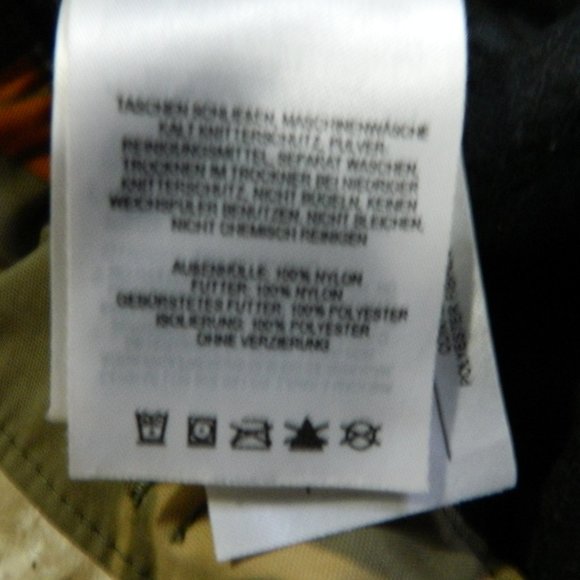 TASCHEN SCHLIEßEN, MASCHINENWÄSCHE
KALT KNITTERSCHUTZ, PULVER.
REINIGUNGSMITTEL, SEPARAT WASCHEN,
TROCKNEN IM TROCKNER BEI NIEDRIGER
KNITTERSCHUTZ, NICHT BÜGELN, KEINEN
WEICHSPÜLER BENUTZEN, NICHT BLEICHEN,
NICHT CHEMISCH REINIGEN
AUßENHÜLLE: 100% NYLON
FUTTER: 100% NYLON
GEBÜRSTETES FUTTER: 100% POLYESTER
ISOLIERUNG: 100% POLYESTER
OHNE VERZIERUNG